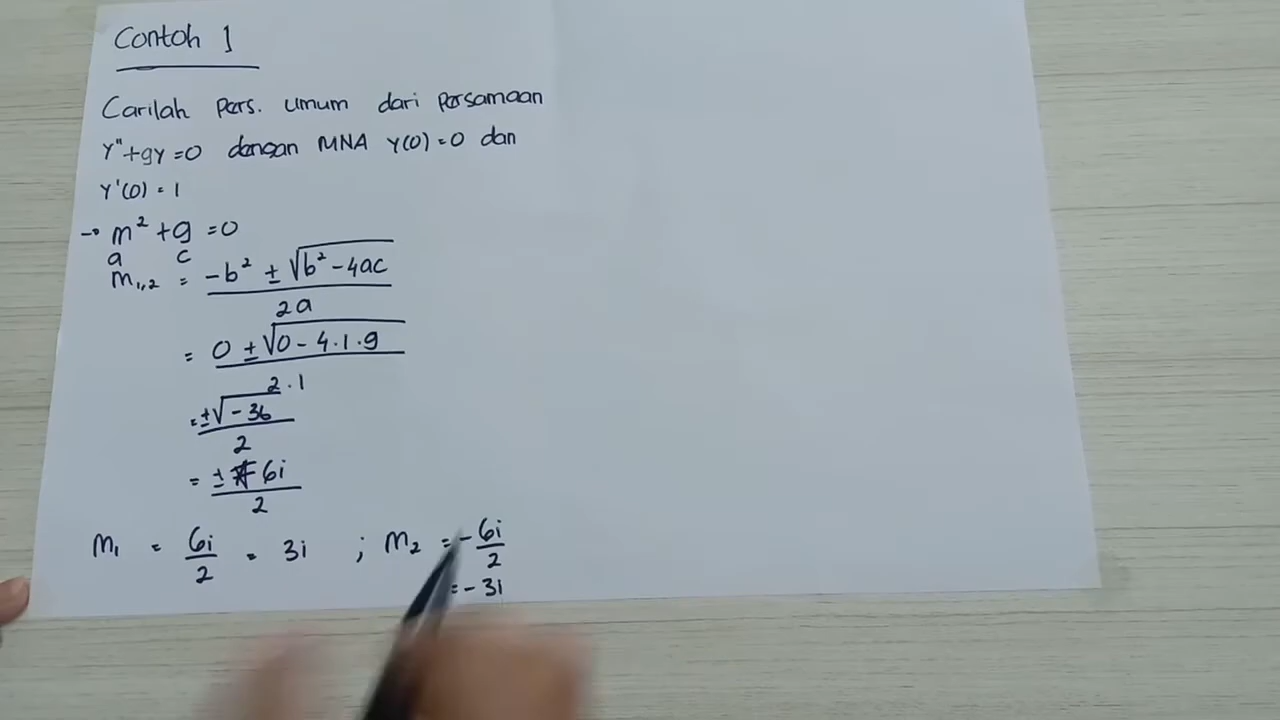 Contoh 1
Carilah Pers. Umum dari Persamaan
y"+9y=0 dengan MNA y(0)=0 dan
y'(0)=1
→ m² + 9 = 0
a c
m₁,₂ = -b² ± √b² - 4ac
2a
= 0 ± √0 - 4.1.9
2.1
= ±√-36
2
= ± 6i
2
m₁ = 6i/2 = 3i ; m₂ = -6i/2
= -3i